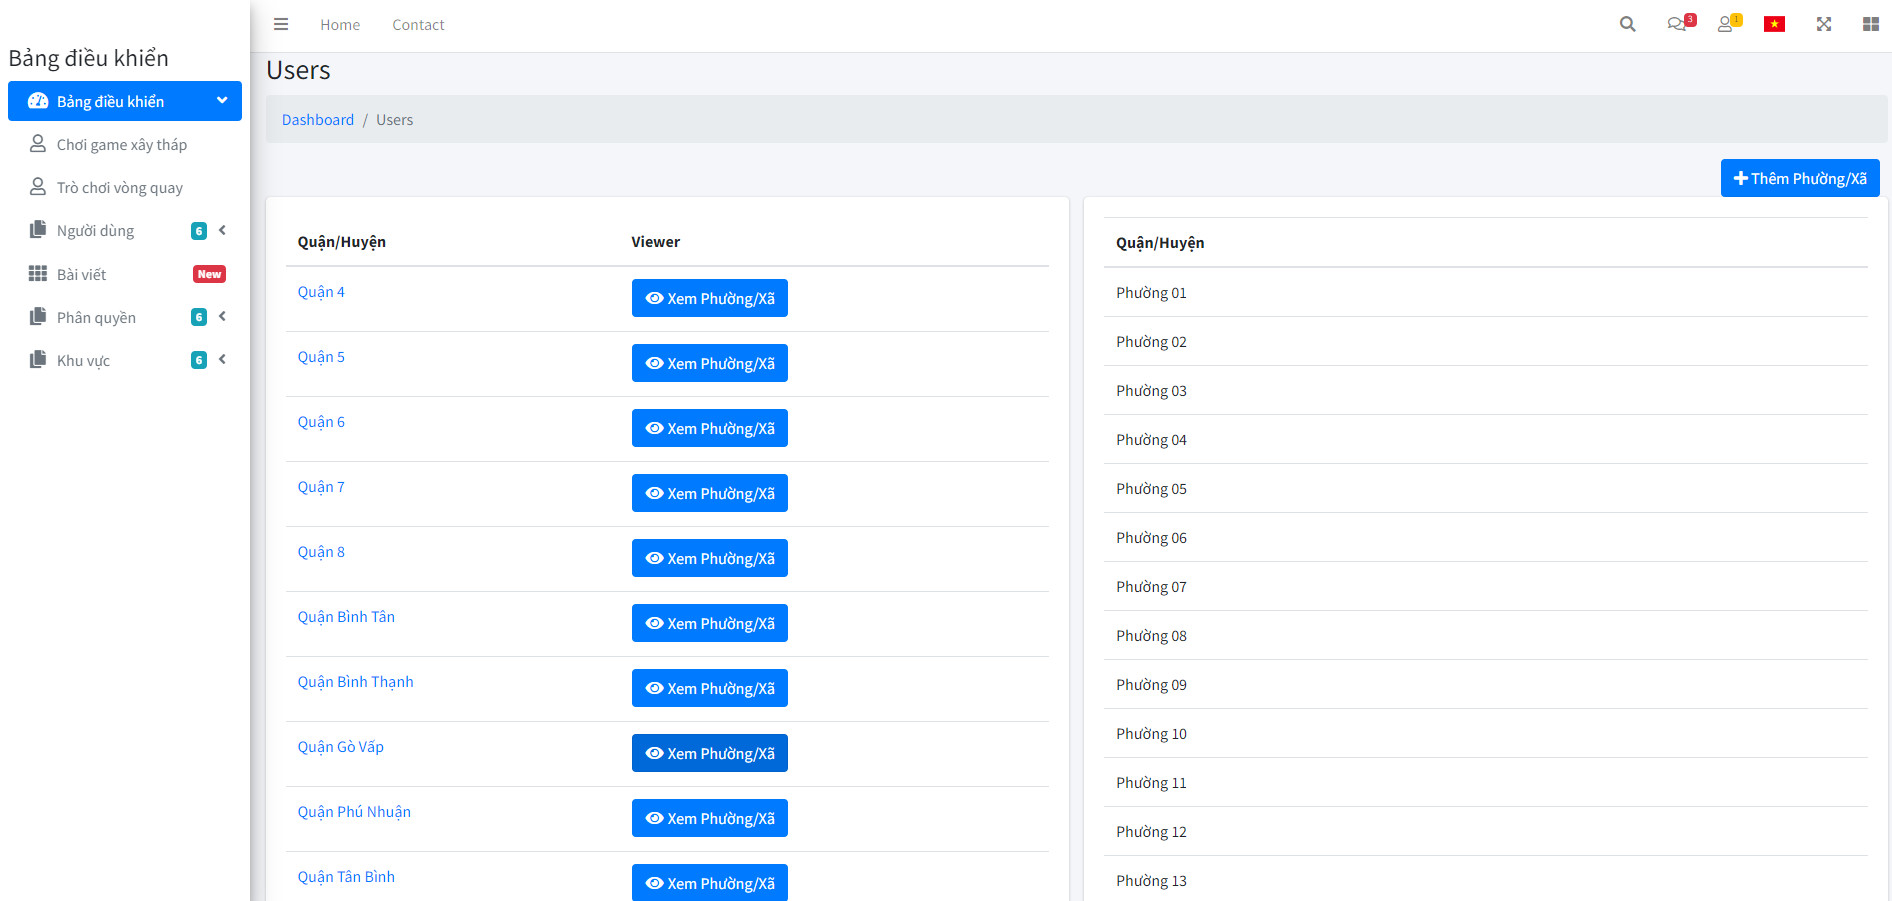 Home
Contact
3
1
Bảng điều khiển
Bảng điều khiển
Chơi game xây tháp
Trò chơi vòng quay
Người dùng 6
Bài viết New
Phân quyền 6
Khu vực 6
Users
Dashboard / Users
Thêm Phường/Xã
Quận/Huyện Viewer
Quận 4 Xem Phường/Xã
Quận 5 Xem Phường/Xã
Quận 6 Xem Phường/Xã
Quận 7 Xem Phường/Xã
Quận 8 Xem Phường/Xã
Quận Bình Tân Xem Phường/Xã
Quận Bình Thạnh Xem Phường/Xã
Quận Gò Vấp Xem Phường/Xã
Quận Phú Nhuận Xem Phường/Xã
Quận Tân Bình Xem Phường/Xã
Quận/Huyện
Phường 01
Phường 02
Phường 03
Phường 04
Phường 05
Phường 06
Phường 07
Phường 08
Phường 09
Phường 10
Phường 11
Phường 12
Phường 13